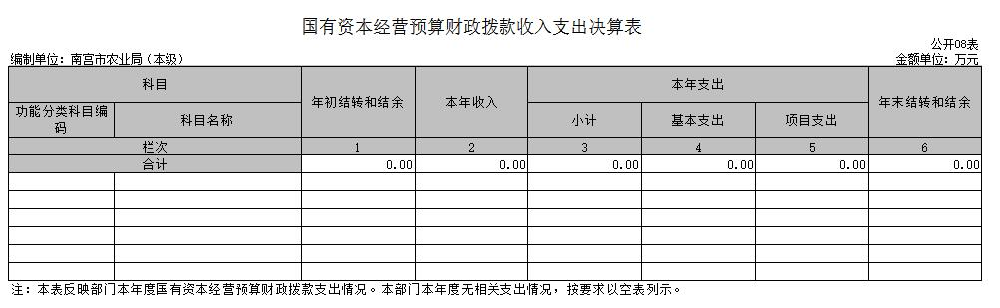 国有资本经营预算财政拨款收入支出决算表
公开08表
编制单位：南宫市农业局（本级） 金额单位：万元
科目 年初结转和结余 本年收入 本年支出 年末结转和结余
功能分类科目编码 科目名称 小计 基本支出 项目支出
栏次 1 2 3 4 5 6
合计 0.00 0.00 0.00 0.00 0.00 0.00
注：本表反映部门本年度国有资本经营预算财政拨款支出情况。本部门本年度无相关支出情况，按要求以空表列示。